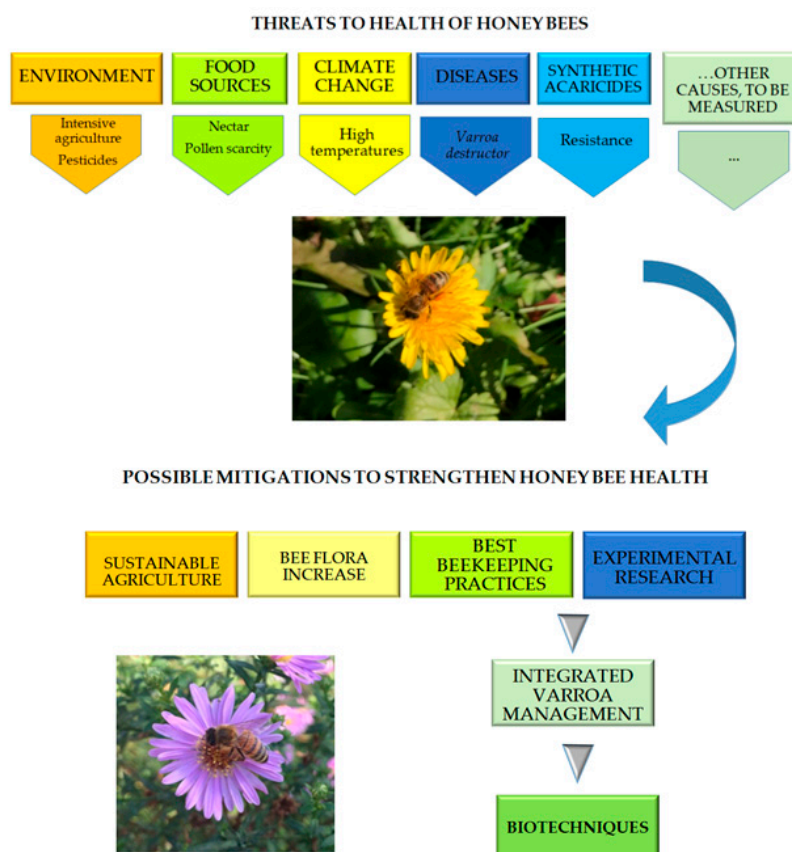 THREATS TO HEALTH OF HONEY BEES
ENVIRONMENT
FOOD
SOURCES
CLIMATE
CHANGE
DISEASES
SYNTHETIC
ACARICIDES
…OTHER
CAUSES, TO BE
MEASURED
Intensive
agriculture
Pesticides
Nectar
Pollen scarcity
High
temperatures
Varroa
destructor
Resistance
...
POSSIBLE MITIGATIONS TO STRENGTHEN HONEY BEE HEALTH
SUSTAINABLE
AGRICULTURE
BEE FLORA
INCREASE
BEST
BEEKEEPING
PRACTICES
EXPERIMENTAL
RESEARCH
INTEGRATED
VARROA
MANAGEMENT
BIOTECHNIQUES